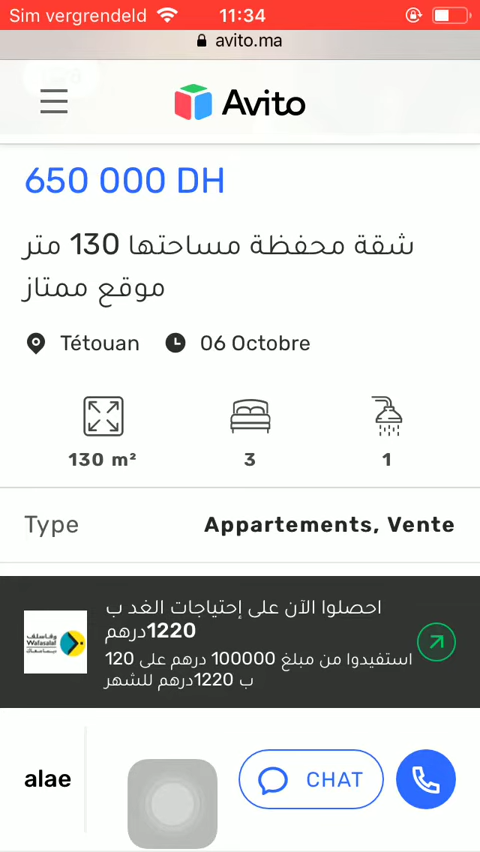 Sim vergrendeld 11:34
avito.ma
Avito
650 000 DH
شقة محفظة مساحتها 130 متر
موقع ممتاز
Tétouan 06 Octobre
130 m² 3 1
Type Appartements, Vente
احصلوا الآن على إحتياجات الغد ب
1220درهم
استفيدوا من مبلغ 100000 درهم على 120
ب 1220درهم للشهر
وفاسلف
Wafasalaf
alae CHAT